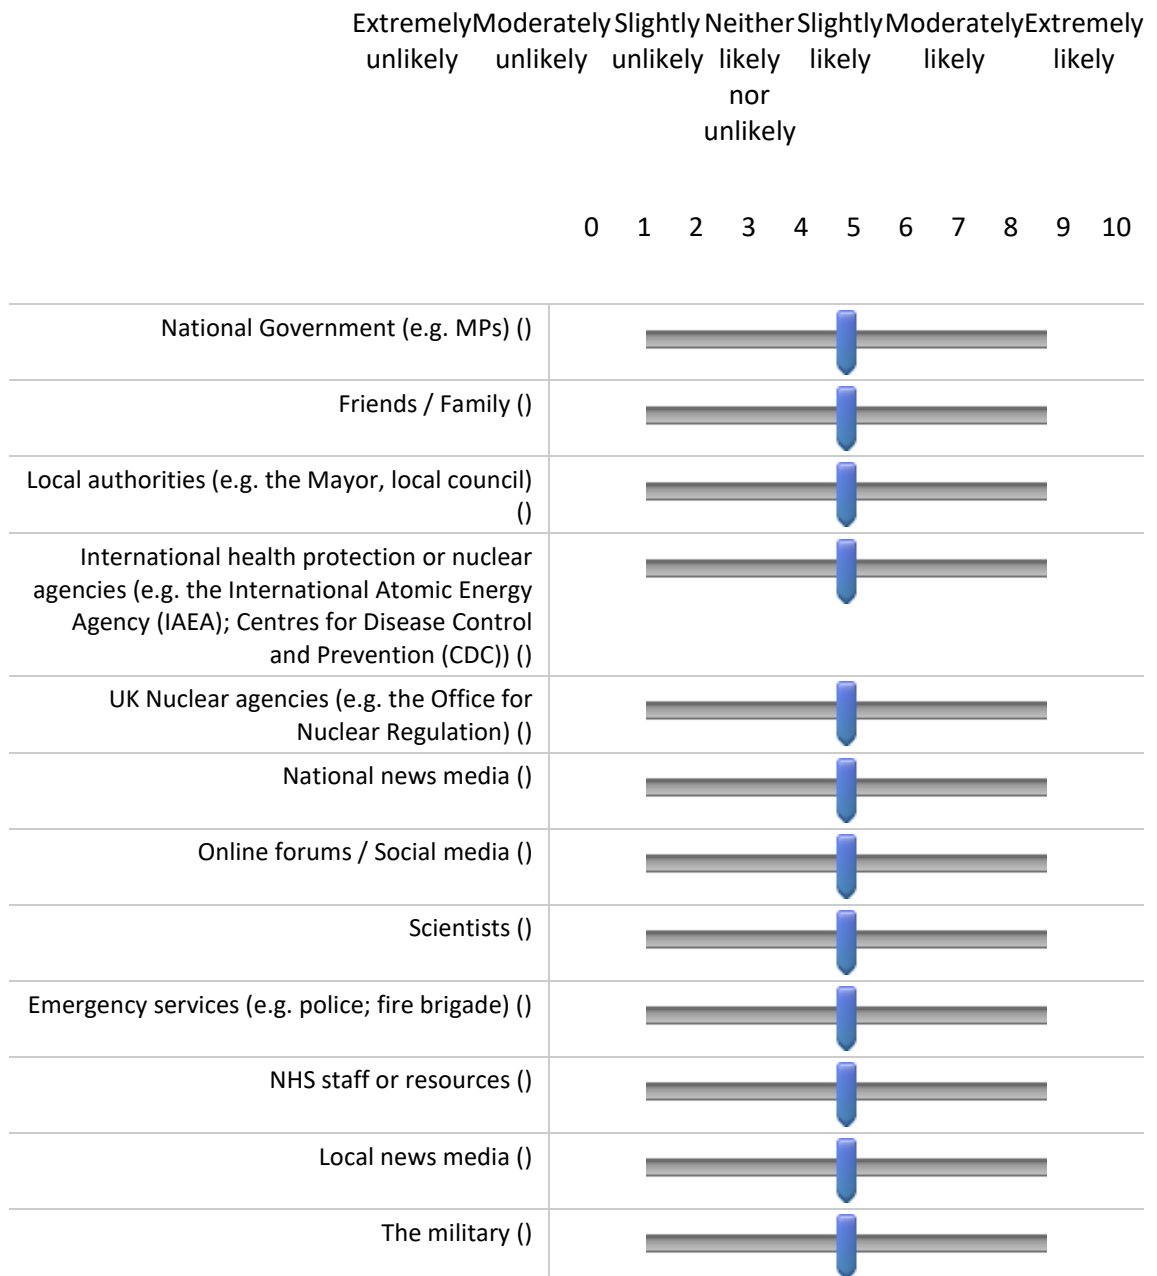 Extremely Moderately Slightly Neither Slightly Moderately Extremely
unlikely unlikely unlikely likely likely likely likely
nor
unlikely
0 1 2 3 4 5 6 7 8 9 10
National Government (e.g. MPs) ()
Friends / Family ()
Local authorities (e.g. the Mayor, local council)
()
International health protection or nuclear
agencies (e.g. the International Atomic Energy
Agency (IAEA); Centres for Disease Control
and Prevention (CDC)) ()
UK Nuclear agencies (e.g. the Office for
Nuclear Regulation) ()
National news media ()
Online forums / Social media ()
Scientists ()
Emergency services (e.g. police; fire brigade) ()
NHS staff or resources ()
Local news media ()
The military ()